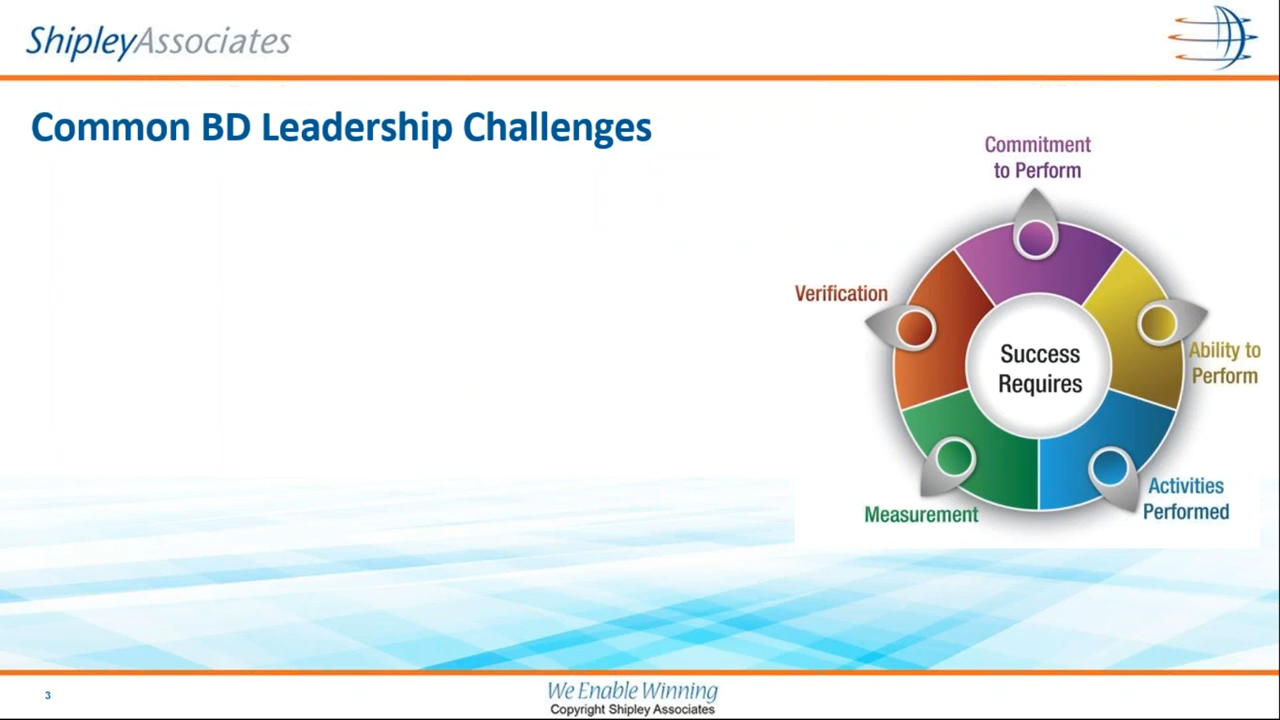 ShipleyAssociates
Common BD Leadership Challenges
Commitment
to Perform
Verification
Success
Requires
Ability to
Perform
Activities
Performed
Measurement
3
We Enable Winning
Copyright Shipley Associates